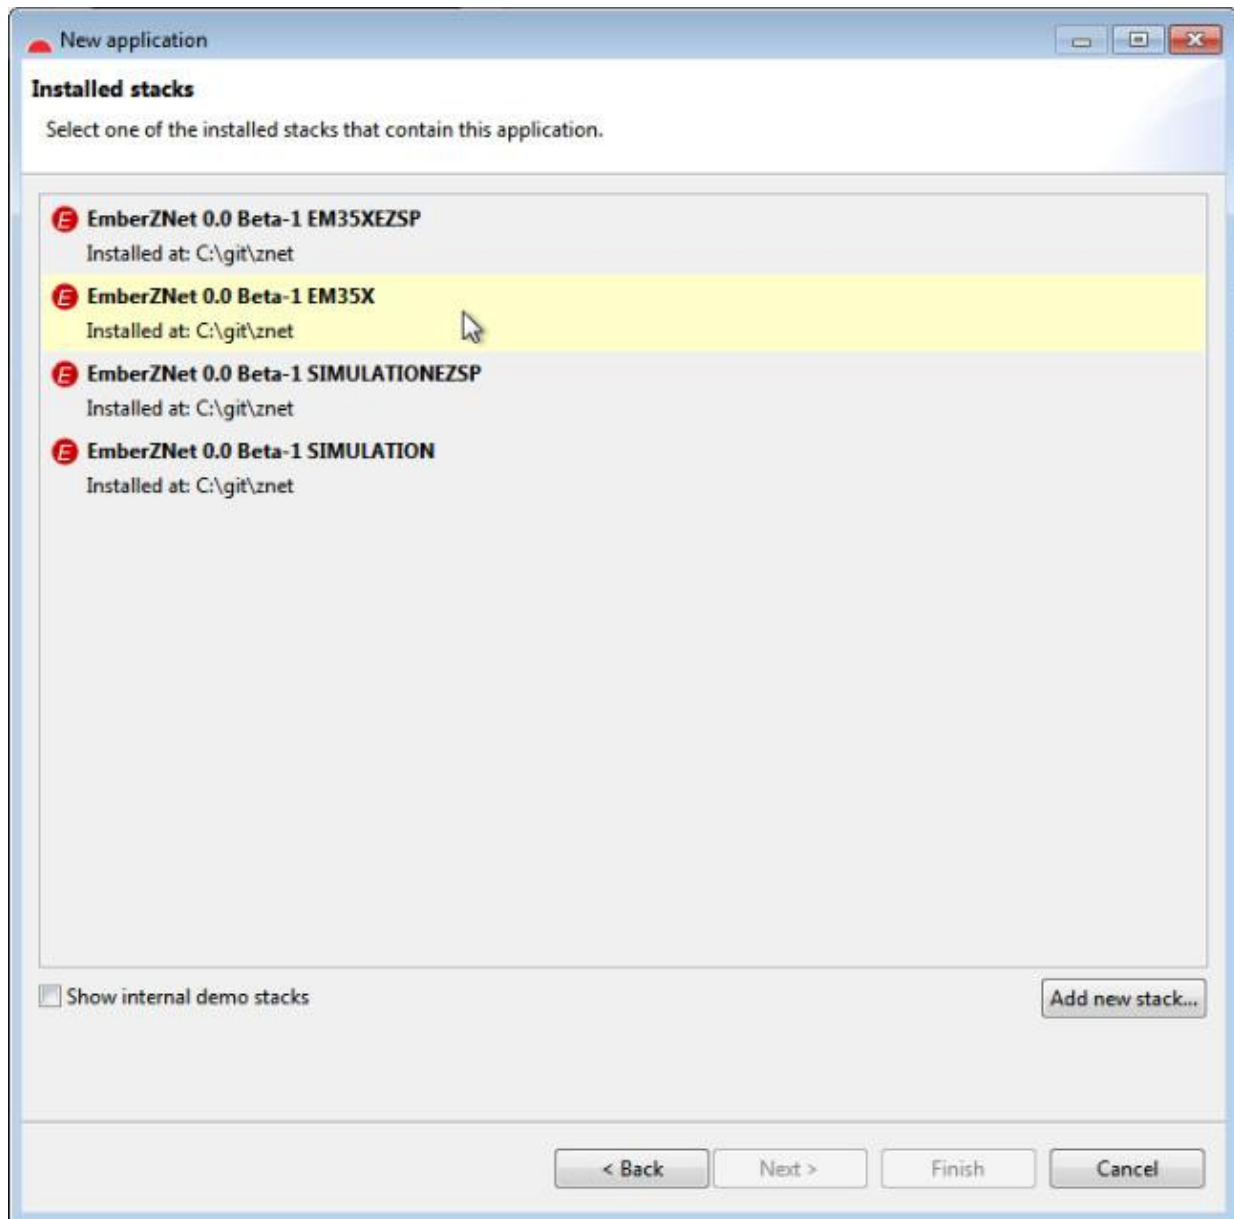 New application
Installed stacks
Select one of the installed stacks that contain this application.
EmberZNet 0.0 Beta-1 EM35XEZSP
Installed at: C:\git\znet
EmberZNet 0.0 Beta-1 EM35X
Installed at: C:\git\znet
EmberZNet 0.0 Beta-1 SIMULATIONEZSP
Installed at: C:\git\znet
EmberZNet 0.0 Beta-1 SIMULATION
Installed at: C:\git\znet
Show internal demo stacks
Add new stack...
< Back
Next >
Finish
Cancel